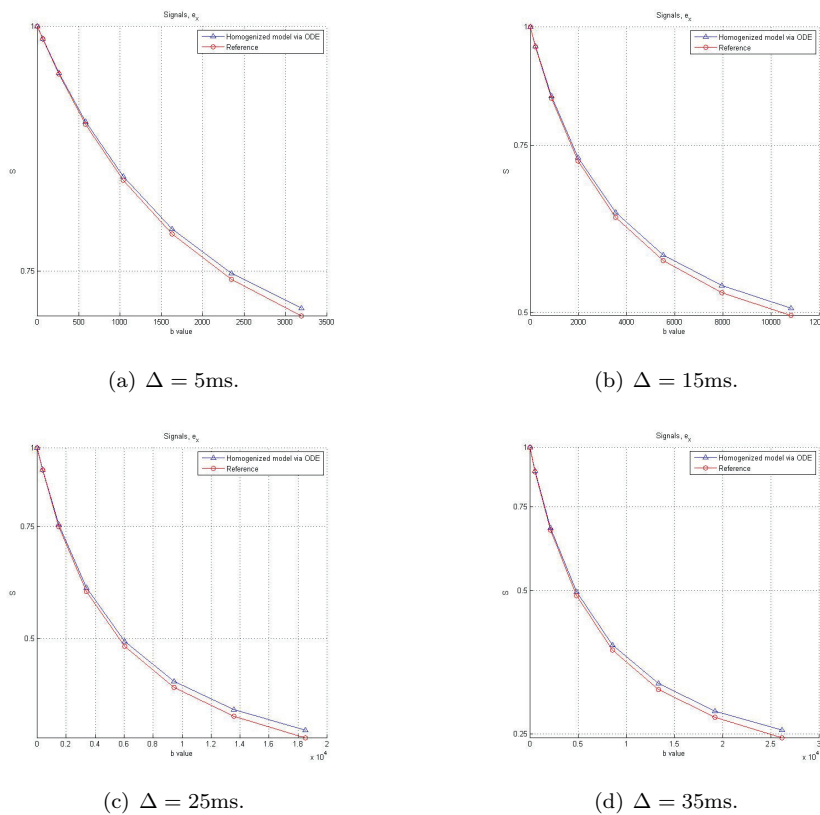 Signals, e_x
Homogenized model via ODE
Reference
1
0.75
S
0 500 1000 1500 2000 2500 3000 3500
b value
(a) Δ = 5ms.
Signals, e_x
Homogenized model via ODE
Reference
1
0.75
0.5
S
0 2000 4000 6000 8000 10000 12000
b value
(b) Δ = 15ms.
Signals, e_x
Homogenized model via ODE
Reference
1
0.75
0.5
S
0 0.2 0.4 0.6 0.8 1 1.2 1.4 1.6 1.8 2
b value
x 10^4
(c) Δ = 25ms.
Signals, e_x
Homogenized model via ODE
Reference
1
0.75
0.5
0.25
S
0 0.5 1 1.5 2 2.5 3
b value
x 10^4
(d) Δ = 35ms.